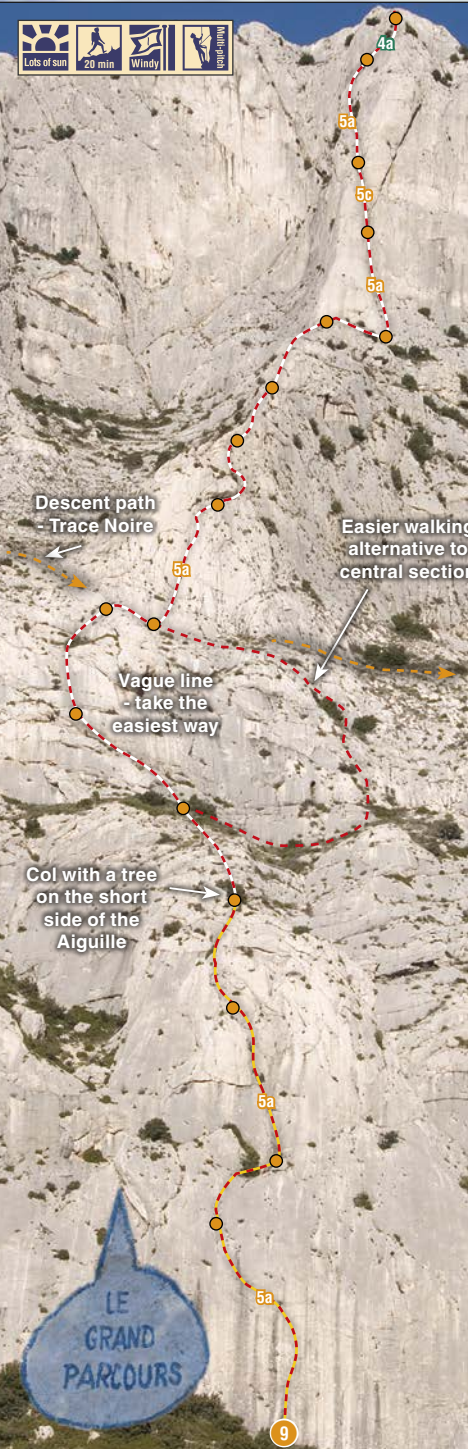 Lots of sun
20 min
Windy
Multi-pitch
4a
5a
5c
5a
Descent path
- Trace Noire
Easier walking
alternative to
central section
5a
Vague line
- take the
easiest way
Col with a tree
on the short
side of the
Aiguille
5a
5a
LE
GRAND
PARCOURS
9